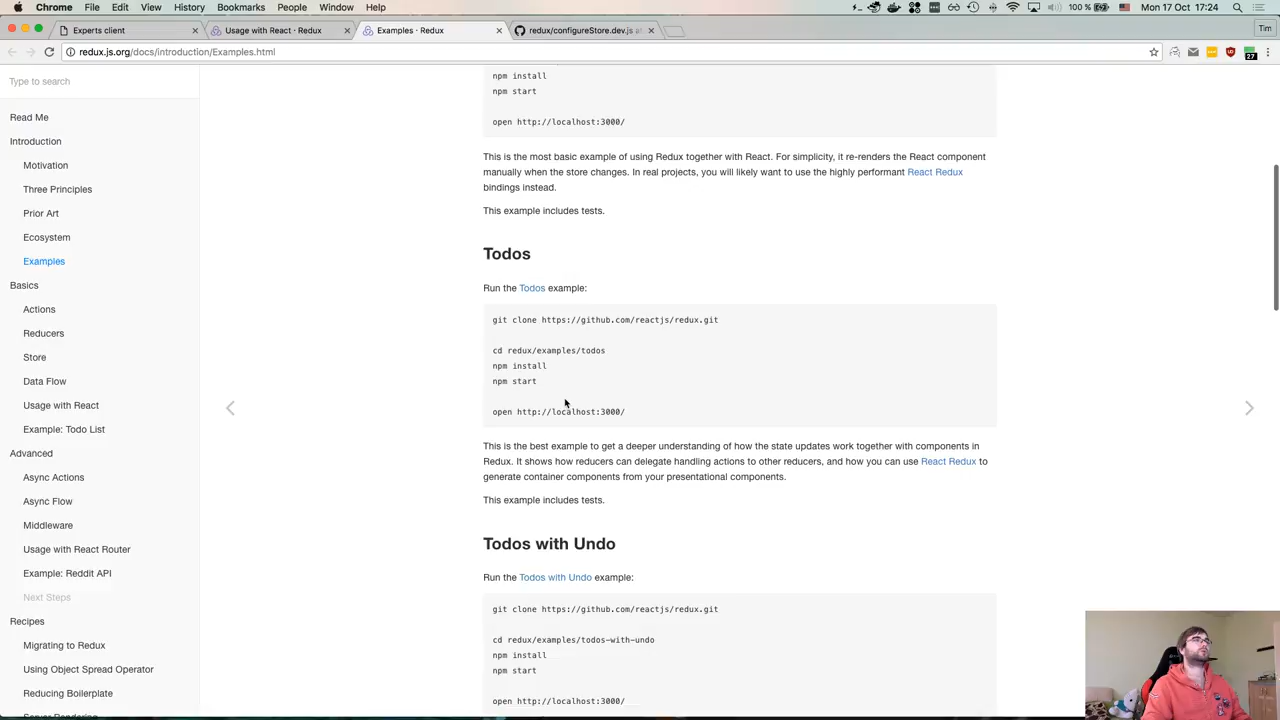 Chrome File Edit View History Bookmarks People Window Help
100 % Mon 17 Oct 17:24
Experts client
Usage with React · Redux
Examples · Redux
redux/configureStore.dev.js at
Tim
redux.js.org/docs/introduction/Examples.html
27
Type to search
Read Me
Introduction
Motivation
Three Principles
Prior Art
Ecosystem
Examples
Basics
Actions
Reducers
Store
Data Flow
Usage with React
Example: Todo List
Advanced
Async Actions
Async Flow
Middleware
Usage with React Router
Example: Reddit API
Next Steps
Recipes
Migrating to Redux
Using Object Spread Operator
Reducing Boilerplate
Server Rendering
npm install
npm start
open http://localhost:3000/
This is the most basic example of using Redux together with React. For simplicity, it re-renders the React component
manually when the store changes. In real projects, you will likely want to use the highly performant React Redux
bindings instead.
This example includes tests.
Todos
Run the Todos example:
git clone https://github.com/reactjs/redux.git
cd redux/examples/todos
npm install
npm start
open http://localhost:3000/
This is the best example to get a deeper understanding of how the state updates work together with components in
Redux. It shows how reducers can delegate handling actions to other reducers, and how you can use React Redux to
generate container components from your presentational components.
This example includes tests.
Todos with Undo
Run the Todos with Undo example:
git clone https://github.com/reactjs/redux.git
cd redux/examples/todos-with-undo
npm install
npm start
open http://localhost:3000/